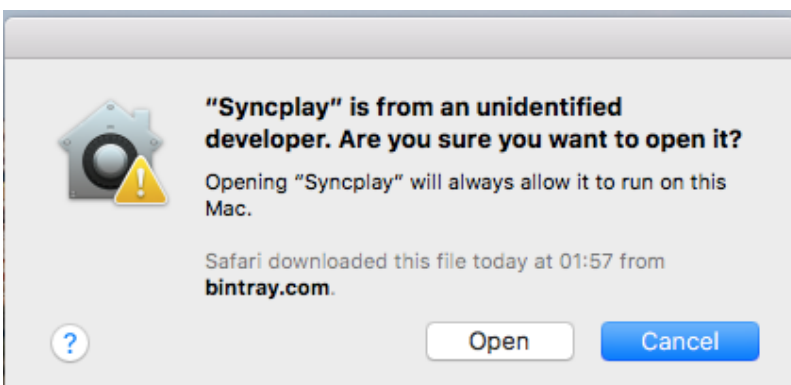 "Syncplay" is from an unidentified
developer. Are you sure you want to open it?
Opening "Syncplay" will always allow it to run on this
Mac.
Safari downloaded this file today at 01:57 from
bintray.com.
?
Open
Cancel